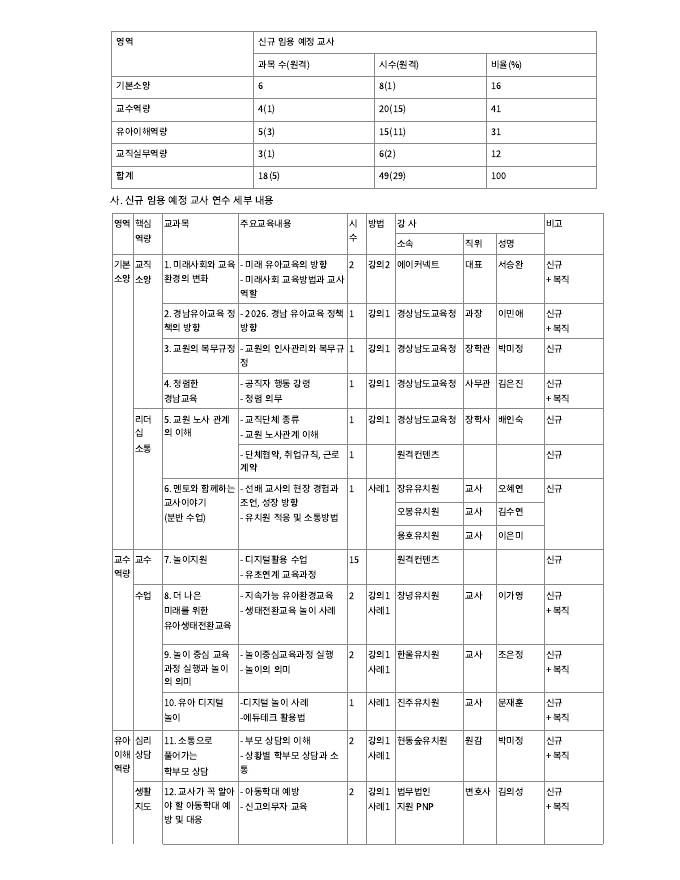 영역 신규 임용 예정 교사
과목 수(원격) 시수(원격) 비율(%)
기본소양 6 8(1) 16
교수역량 4(1) 20(15) 41
유아이해역량 5(3) 15(11) 31
교직실무역량 3(1) 6(2) 12
합계 18(5) 49(29) 100
사. 신규 임용 예정 교사 연수 세부 내용
영역 핵심 교과목 주요교육내용 시 방법 강 사 비고
역량 수 소속 직위 성명
기본 교직 1. 미래사회와 교육 - 미래 유아교육의 방향 2 강의2 에이커넥트 대표 서승완 신규
소양 소양 환경의 변화 - 미래사회 교육방법과 교사 + 복직
역할
2. 경남유아교육 정 - 2026. 경남 유아교육 정책 1 강의1 경상남도교육청 과장 이민애 신규
책의 방향 방향 + 복직
3. 교원의 복무규정 - 교원의 인사관리와 복무규 1 강의1 경상남도교육청 장학관 박미정 신규
정 + 복직
4. 청렴한 - 공직자 행동 강령 1 강의1 경상남도교육청 사무관 김은진 신규
경남교육 - 청렴 의무 + 복직
리더 5. 교원 노사 관계 - 교직단체 종류 1 강의1 경상남도교육청 장학사 배인숙 신규
십 의 이해 - 교원 노사관계 이해
소통 - 단체협약, 취업규칙, 근로 1 원격컨텐츠 신규
계약
6. 멘토와 함께하는 - 선배 교사의 현장 경험과 1 사례1 장유유치원 교사 오혜연 신규
교사이야기 조언, 성장 방향
(분반 수업) - 유치원 적응 및 소통방법 오봉유치원 교사 김수연
용호유치원 교사 이은미
교수 교수 7. 놀이지원 - 디지털활용 수업 15 원격컨텐츠 신규
역량 - 유초연계 교육과정
수업 8. 더 나은 - 지속가능 유아환경교육 2 강의1 창녕유치원 교사 이가영 신규
미래를 위한 - 생태전환교육 놀이 사례 사례1 + 복직
유아생태전환교육
9. 놀이 중심 교육 - 놀이중심교육과정 실행 2 강의1 한울유치원 교사 조은정 신규
과정 실행과 놀이 - 놀이의 의미 사례1 + 복직
의 의미
10. 유아 디지털 -디지털 놀이 사례 1 사례1 진주유치원 교사 문재훈 신규
놀이 -에듀테크 활용법 + 복직
유아 심리 11. 소통으로 - 부모 상담의 이해 2 강의1 현동숲유치원 원감 박미정 신규
이해 상담 풀어가는 - 상황별 학부모 상담과 소 사례1 + 복직
역량 학부모 상담 통
생활 12. 교사가 꼭 알아 - 아동학대 예방 2 강의1 법무법인 변호사 김의성 신규
지도 야 할 아동학대 예 - 신고의무자 교육 사례1 지원 PNP + 복직
방 및 대응